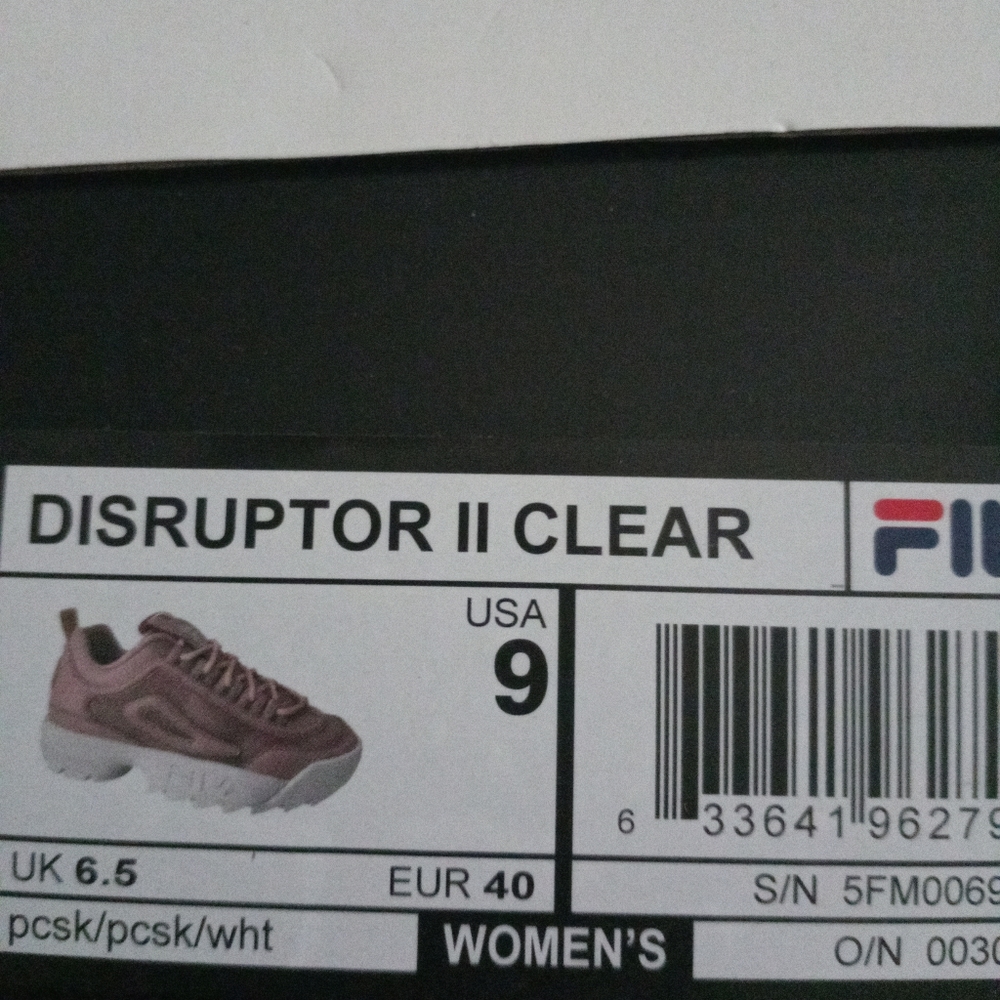 DISRUPTOR II CLEAR
FIL
USA
9
6 33641 96279
UK 6.5
EUR 40
S/N 5FM0069
pcsk/pcsk/wht
WOMEN'S
O/N 0030